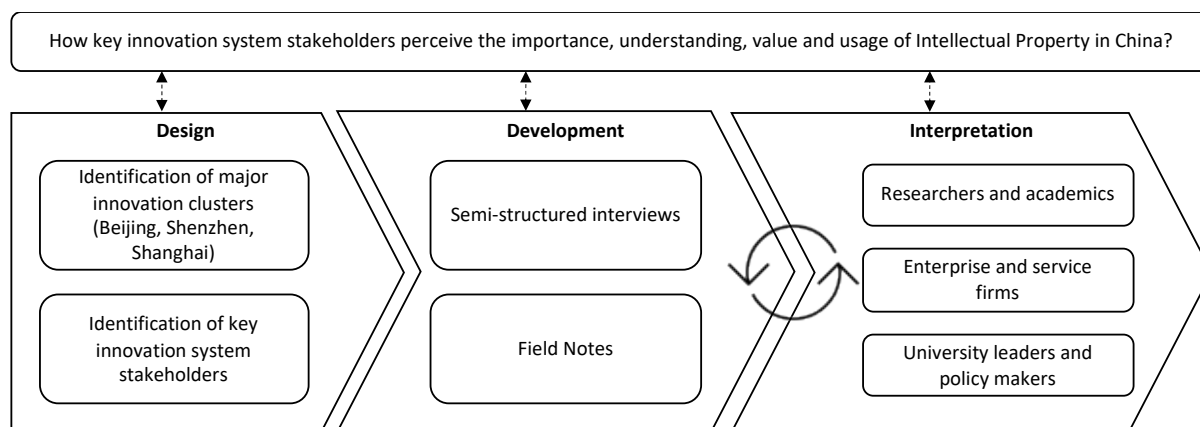 How key innovation system stakeholders perceive the importance, understanding, value and usage of Intellectual Property in China?
Design
Identification of major
innovation clusters
(Beijing, Shenzhen,
Shanghai)
Identification of key
innovation system
stakeholders
Development
Semi-structured interviews
Field Notes
Interpretation
Researchers and academics
Enterprise and service
firms
University leaders and
policy makers